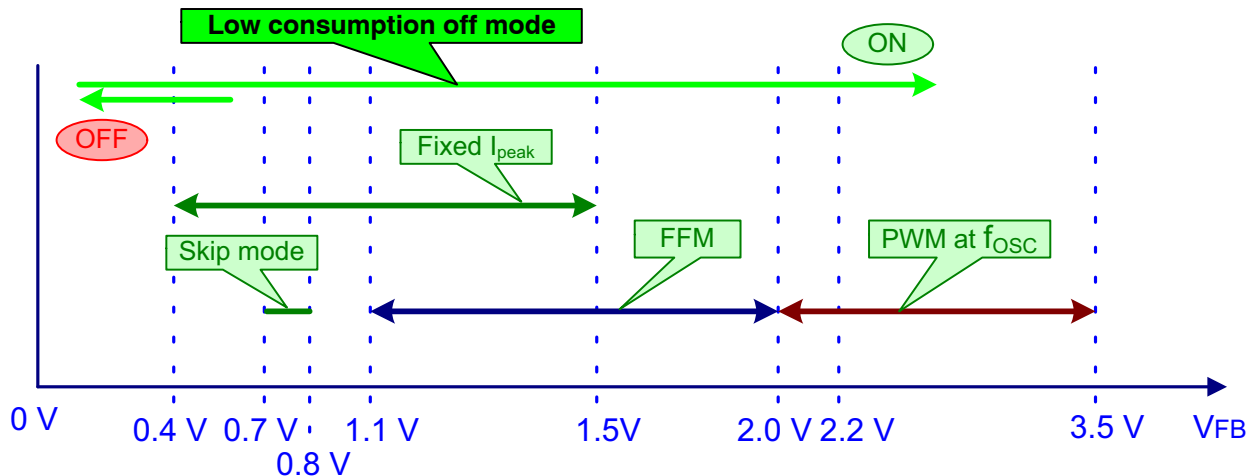 Low consumption off mode
ON
OFF
Fixed Ipeak
Skip mode
FFM
PWM at fOSC
0 V
0.4 V
0.7 V
0.8 V
1.1 V
1.5V
2.0 V
2.2 V
3.5 V
VFB